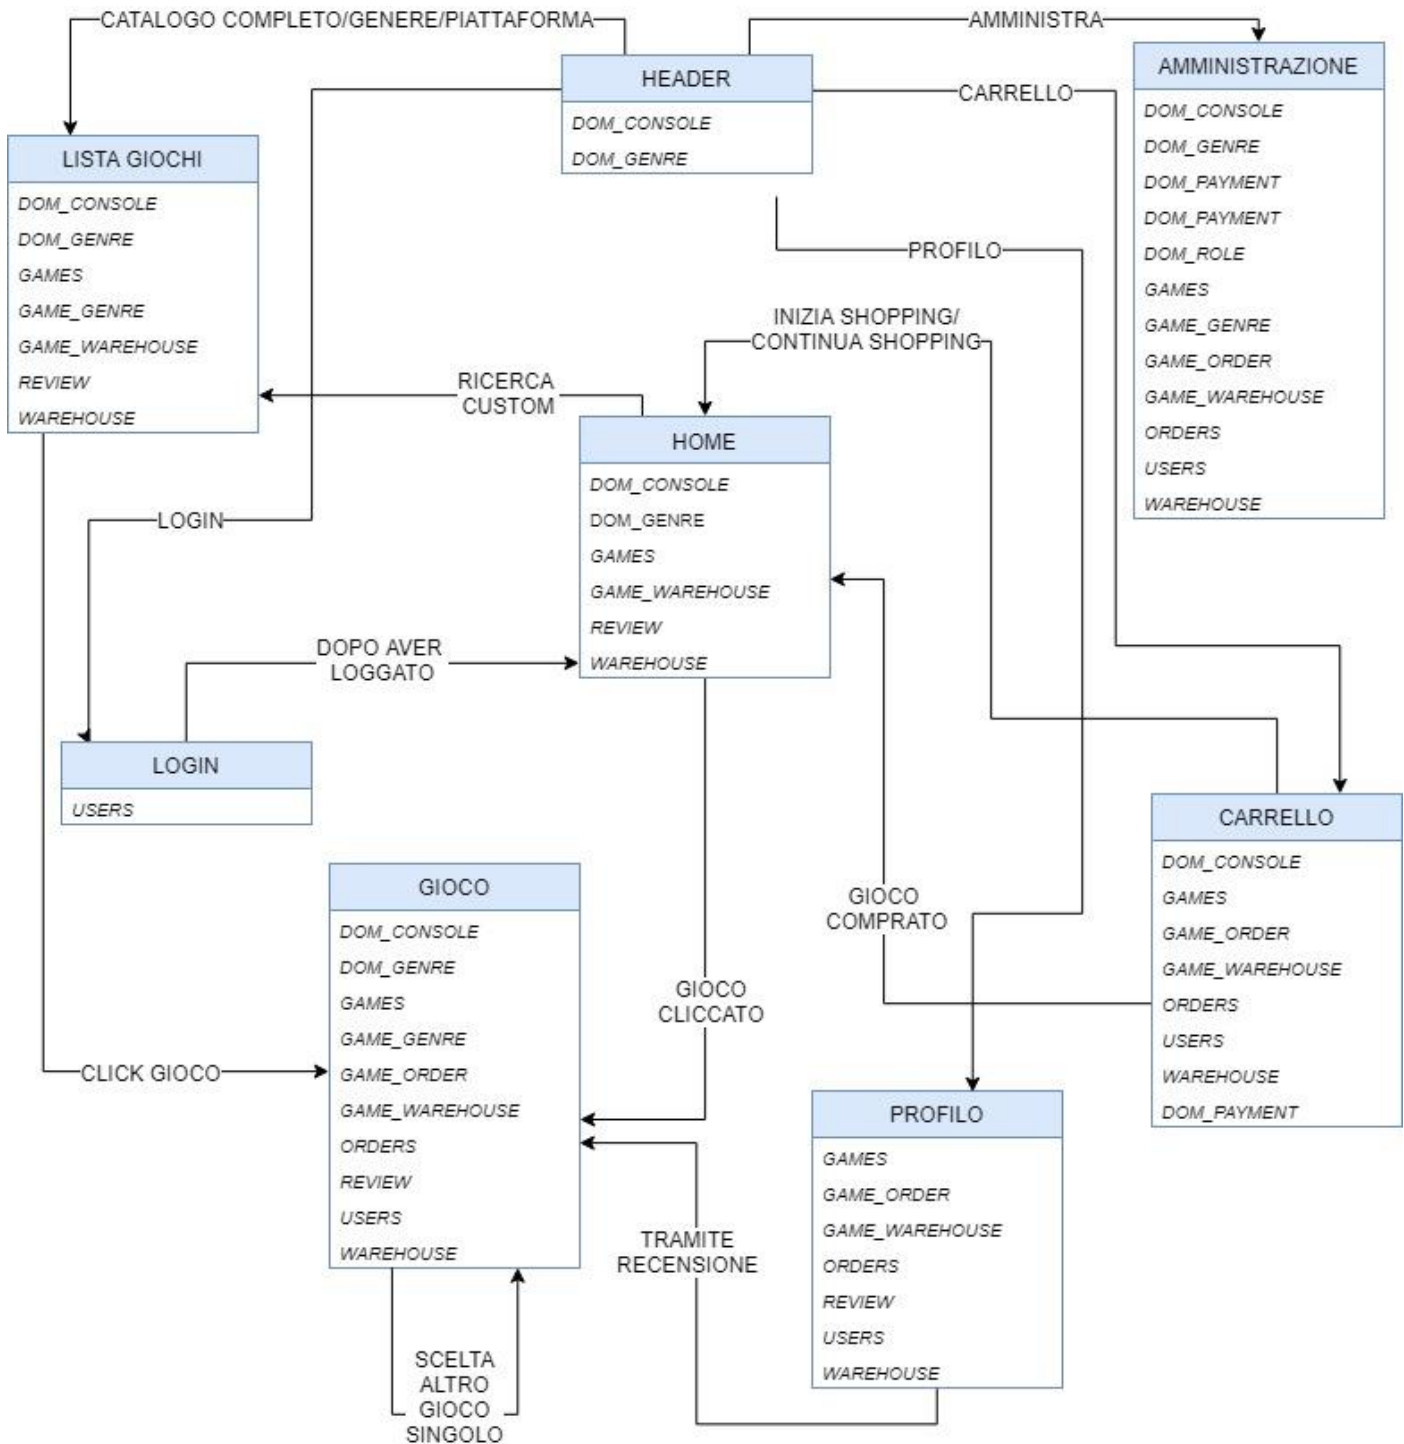 CATALOGO COMPLETO/GENERE/PIATTAFORMA
AMMINISTRA
HEADER
DOM_CONSOLE
DOM_GENRE
CARRELLO
AMMINISTRAZIONE
DOM_CONSOLE
DOM_GENRE
DOM_PAYMENT
DOM_PAYMENT
DOM_ROLE
GAMES
GAME_GENRE
GAME_ORDER
GAME_WAREHOUSE
ORDERS
USERS
WAREHOUSE
LISTA GIOCHI
DOM_CONSOLE
DOM_GENRE
GAMES
GAME_GENRE
GAME_WAREHOUSE
REVIEW
WAREHOUSE
PROFILO
INIZIA SHOPPING/
CONTINUA SHOPPING
RICERCA
CUSTOM
HOME
DOM_CONSOLE
DOM_GENRE
GAMES
GAME_WAREHOUSE
REVIEW
WAREHOUSE
LOGIN
DOPO AVER
LOGGATO
LOGIN
USERS
CARRELLO
DOM_CONSOLE
GAMES
GAME_ORDER
GAME_WAREHOUSE
ORDERS
USERS
WAREHOUSE
DOM_PAYMENT
GIOCO
DOM_CONSOLE
DOM_GENRE
GAMES
GAME_GENRE
GAME_ORDER
GAME_WAREHOUSE
ORDERS
REVIEW
USERS
WAREHOUSE
GIOCO
COMPRATO
GIOCO
CLICCATO
CLICK GIOCO
PROFILO
GAMES
GAME_ORDER
GAME_WAREHOUSE
ORDERS
REVIEW
USERS
WAREHOUSE
TRAMITE
RECENSIONE
SCELTA
ALTRO
GIOCO
SINGOLO